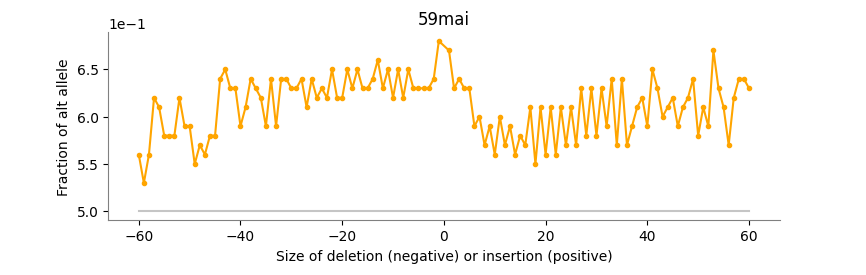 59mai
1e−1
6.5
6.0
5.5
5.0
Fraction of alt allele
−60 −40 −20 0 20 40 60
Size of deletion (negative) or insertion (positive)